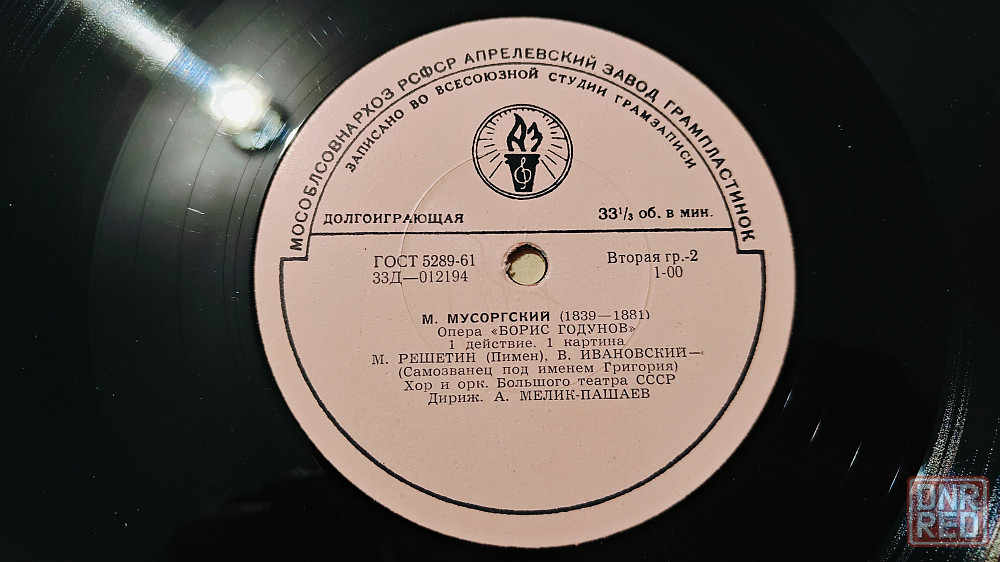 МОСОБЛСОВНАРХОЗ РСФСР АПРЕЛЕВСКИЙ ЗАВОД ГРАМПЛАСТИНОК
ЗАПИСАНО ВО ВСЕСОЮЗНОЙ СТУДИИ ГРАМЗАПИСИ
АЗ
ДОЛГОИГРАЮЩАЯ 33⅓ об. в мин.
ГОСТ 5289-61 Вторая гр.-2
33Д—012194 1-00
М. МУСОРГСКИЙ (1839—1881)
Опера «БОРИС ГОДУНОВ»
1 действие. 1 картина
М. РЕШЕТИН (Пимен), В. ИВАНОВСКИЙ—
(Самозванец под именем Григория)
Хор и орк. Большого театра СССР
Дириж. А. МЕЛИК-ПАШАЕВ
DNR
RED